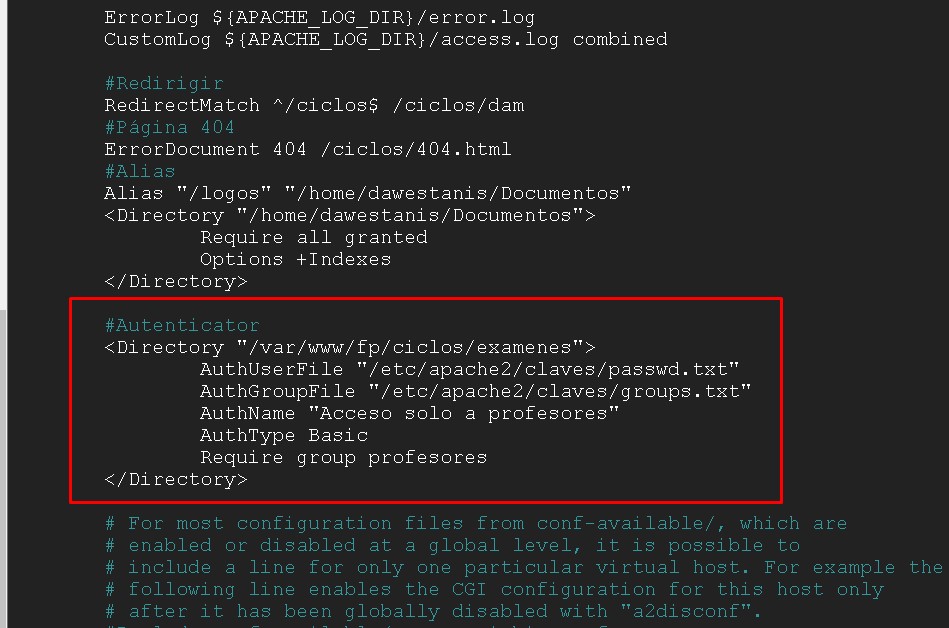 ErrorLog ${APACHE_LOG_DIR}/error.log
CustomLog ${APACHE_LOG_DIR}/access.log combined
#Redirigir
RedirectMatch ^/ciclos$ /ciclos/dam
#Página 404
ErrorDocument 404 /ciclos/404.html
#Alias
Alias "/logos" "/home/dawestanis/Documentos"
<Directory "/home/dawestanis/Documentos">
Require all granted
Options +Indexes
</Directory>
#Autenticator
<Directory "/var/www/fp/ciclos/examenes">
AuthUserFile "/etc/apache2/claves/passwd.txt"
AuthGroupFile "/etc/apache2/claves/groups.txt"
AuthName "Acceso solo a profesores"
AuthType Basic
Require group profesores
</Directory>
# For most configuration files from conf-available/, which are
# enabled or disabled at a global level, it is possible to
# include a line for only one particular virtual host. For example the
# following line enables the CGI configuration for this host only
# after it has been globally disabled with "a2disconf".